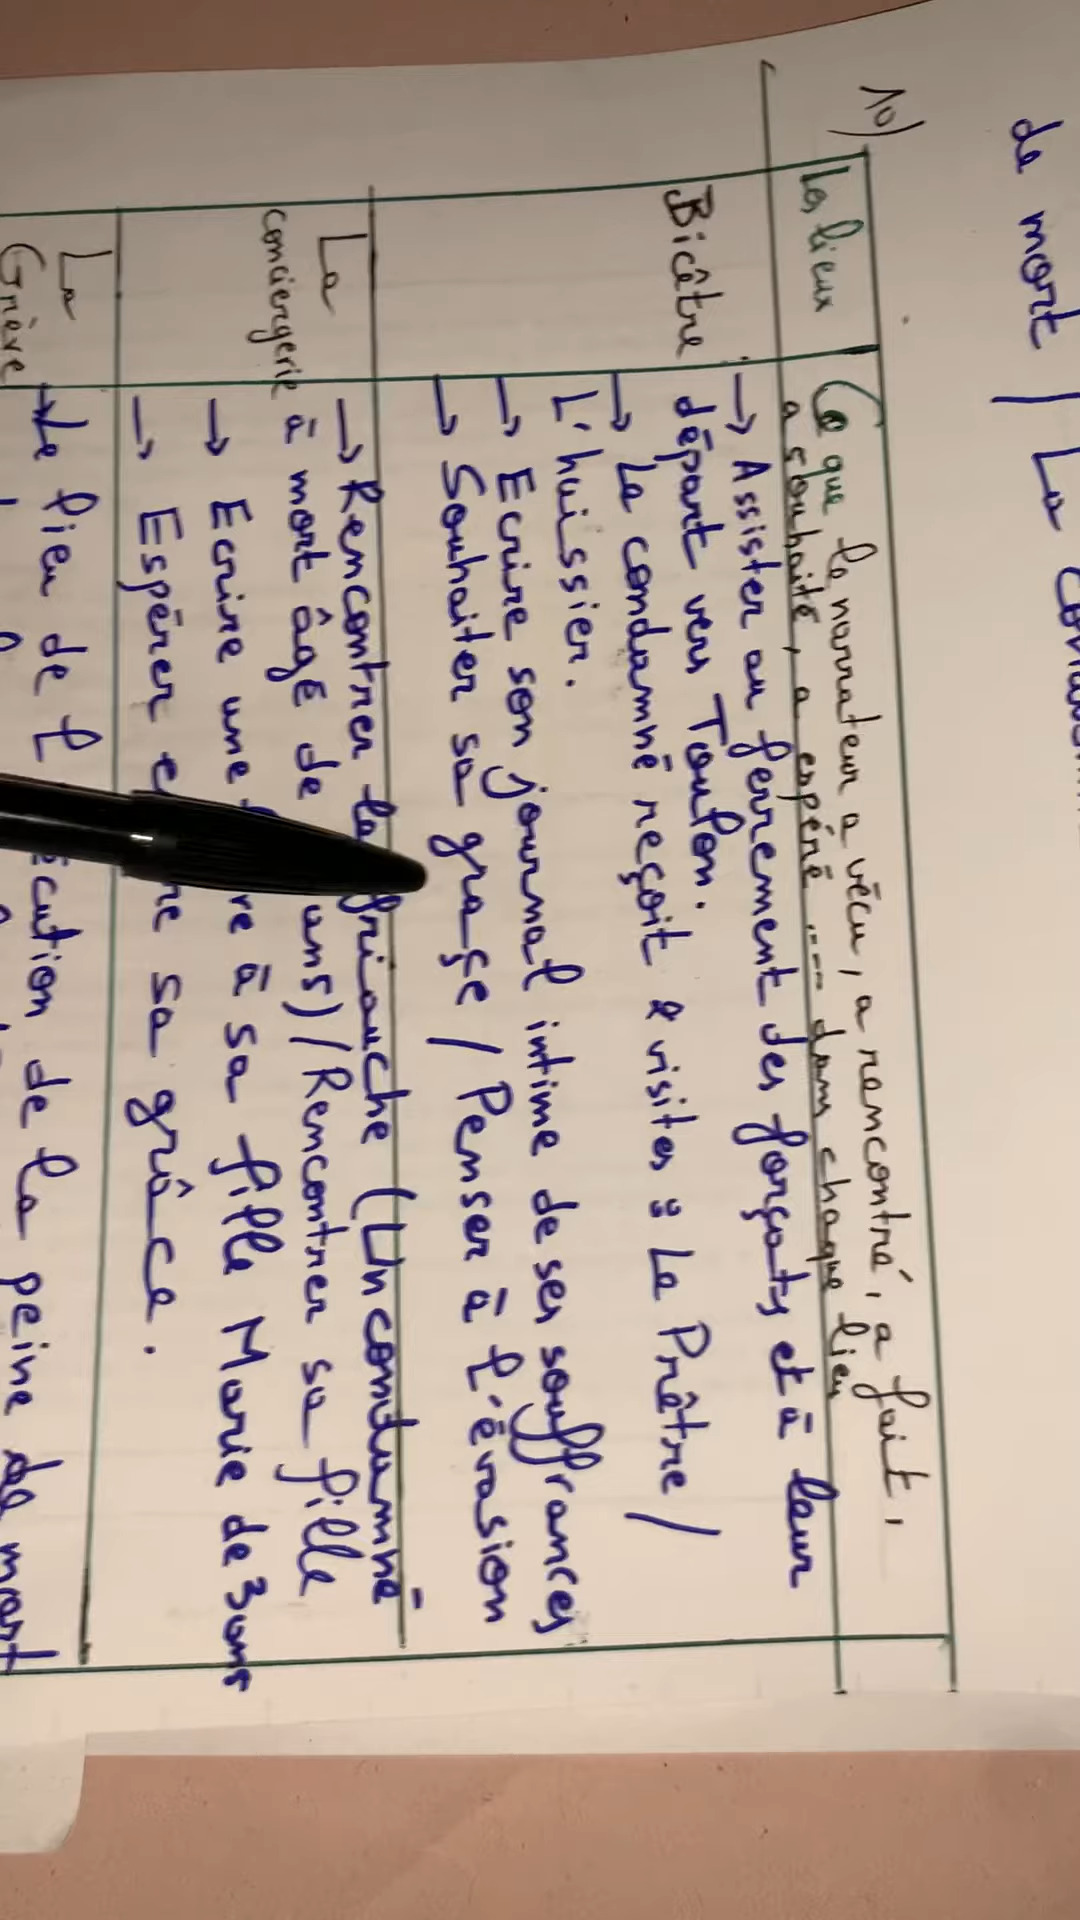 de mort / La
10)
Les lieux
Ce que le narrateur a vécu, a rencontré, a fait,
a souhaité, a espéré .... dans chaque lieu
Bicêtre
→ Assister au ferrement des forçats et à leur
départ vers Toulon.
→ Le condamné reçoit 2 visites : Le Prêtre /
L'huissier.
→ Ecrire son journal intime de ses souffrances
→ Souhaiter sa graçe / Penser à l'évasion
La
conciergerie
→ Rencontrer le friauche (Un condamné
à mort âgé de ans) / Rencontrer sa fille
→ Ecrire une à sa fille Marie de 3 ans
→ Espérer sa grâce.
La
Grève
→ Le lieu de de la peine de mort